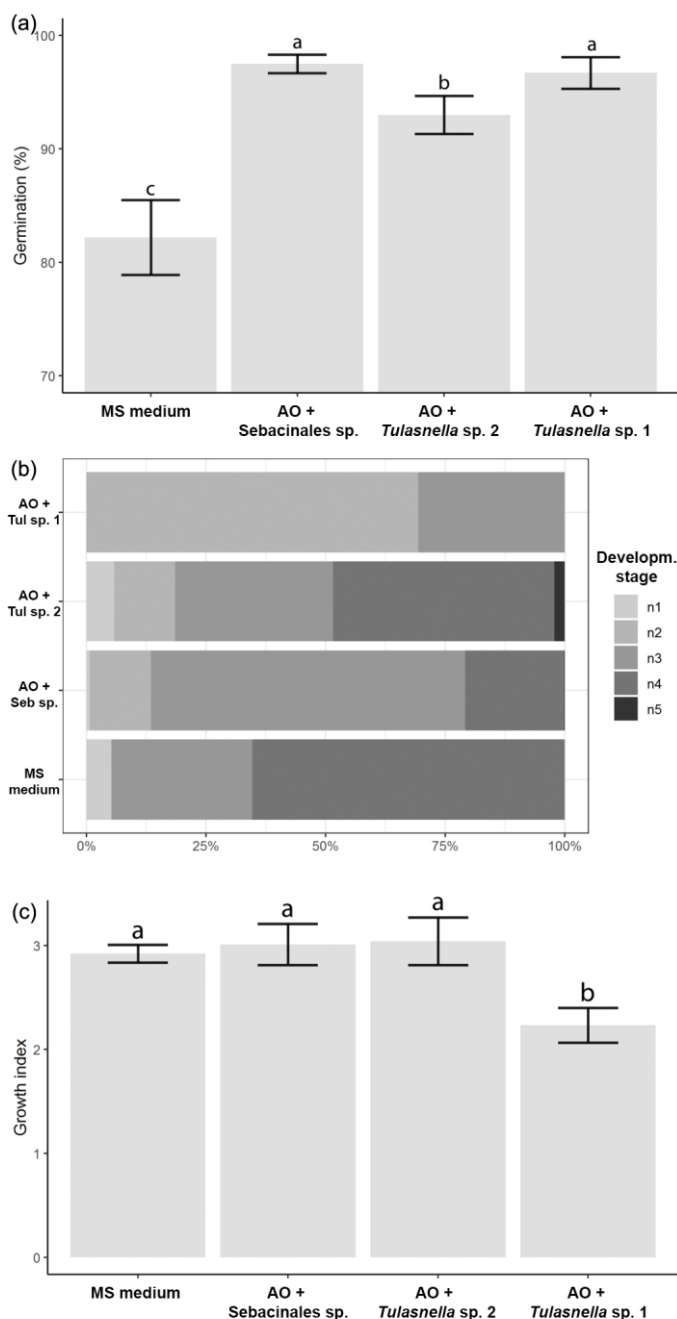 (a)
100
90
80
70
Germination (%)
c
a
b
a
MS medium
AO +
Sebacinales sp.
AO +
Tulasnella sp. 2
AO +
Tulasnella sp. 1
(b)
AO +
Tul sp. 1
AO +
Tul sp. 2
AO +
Seb sp.
MS
medium
0%
25%
50%
75%
100%
Developm.
stage
n1
n2
n3
n4
n5
(c)
3
2
1
0
Growth index
a
a
a
b
MS medium
AO +
Sebacinales sp.
AO +
Tulasnella sp. 2
AO +
Tulasnella sp. 1